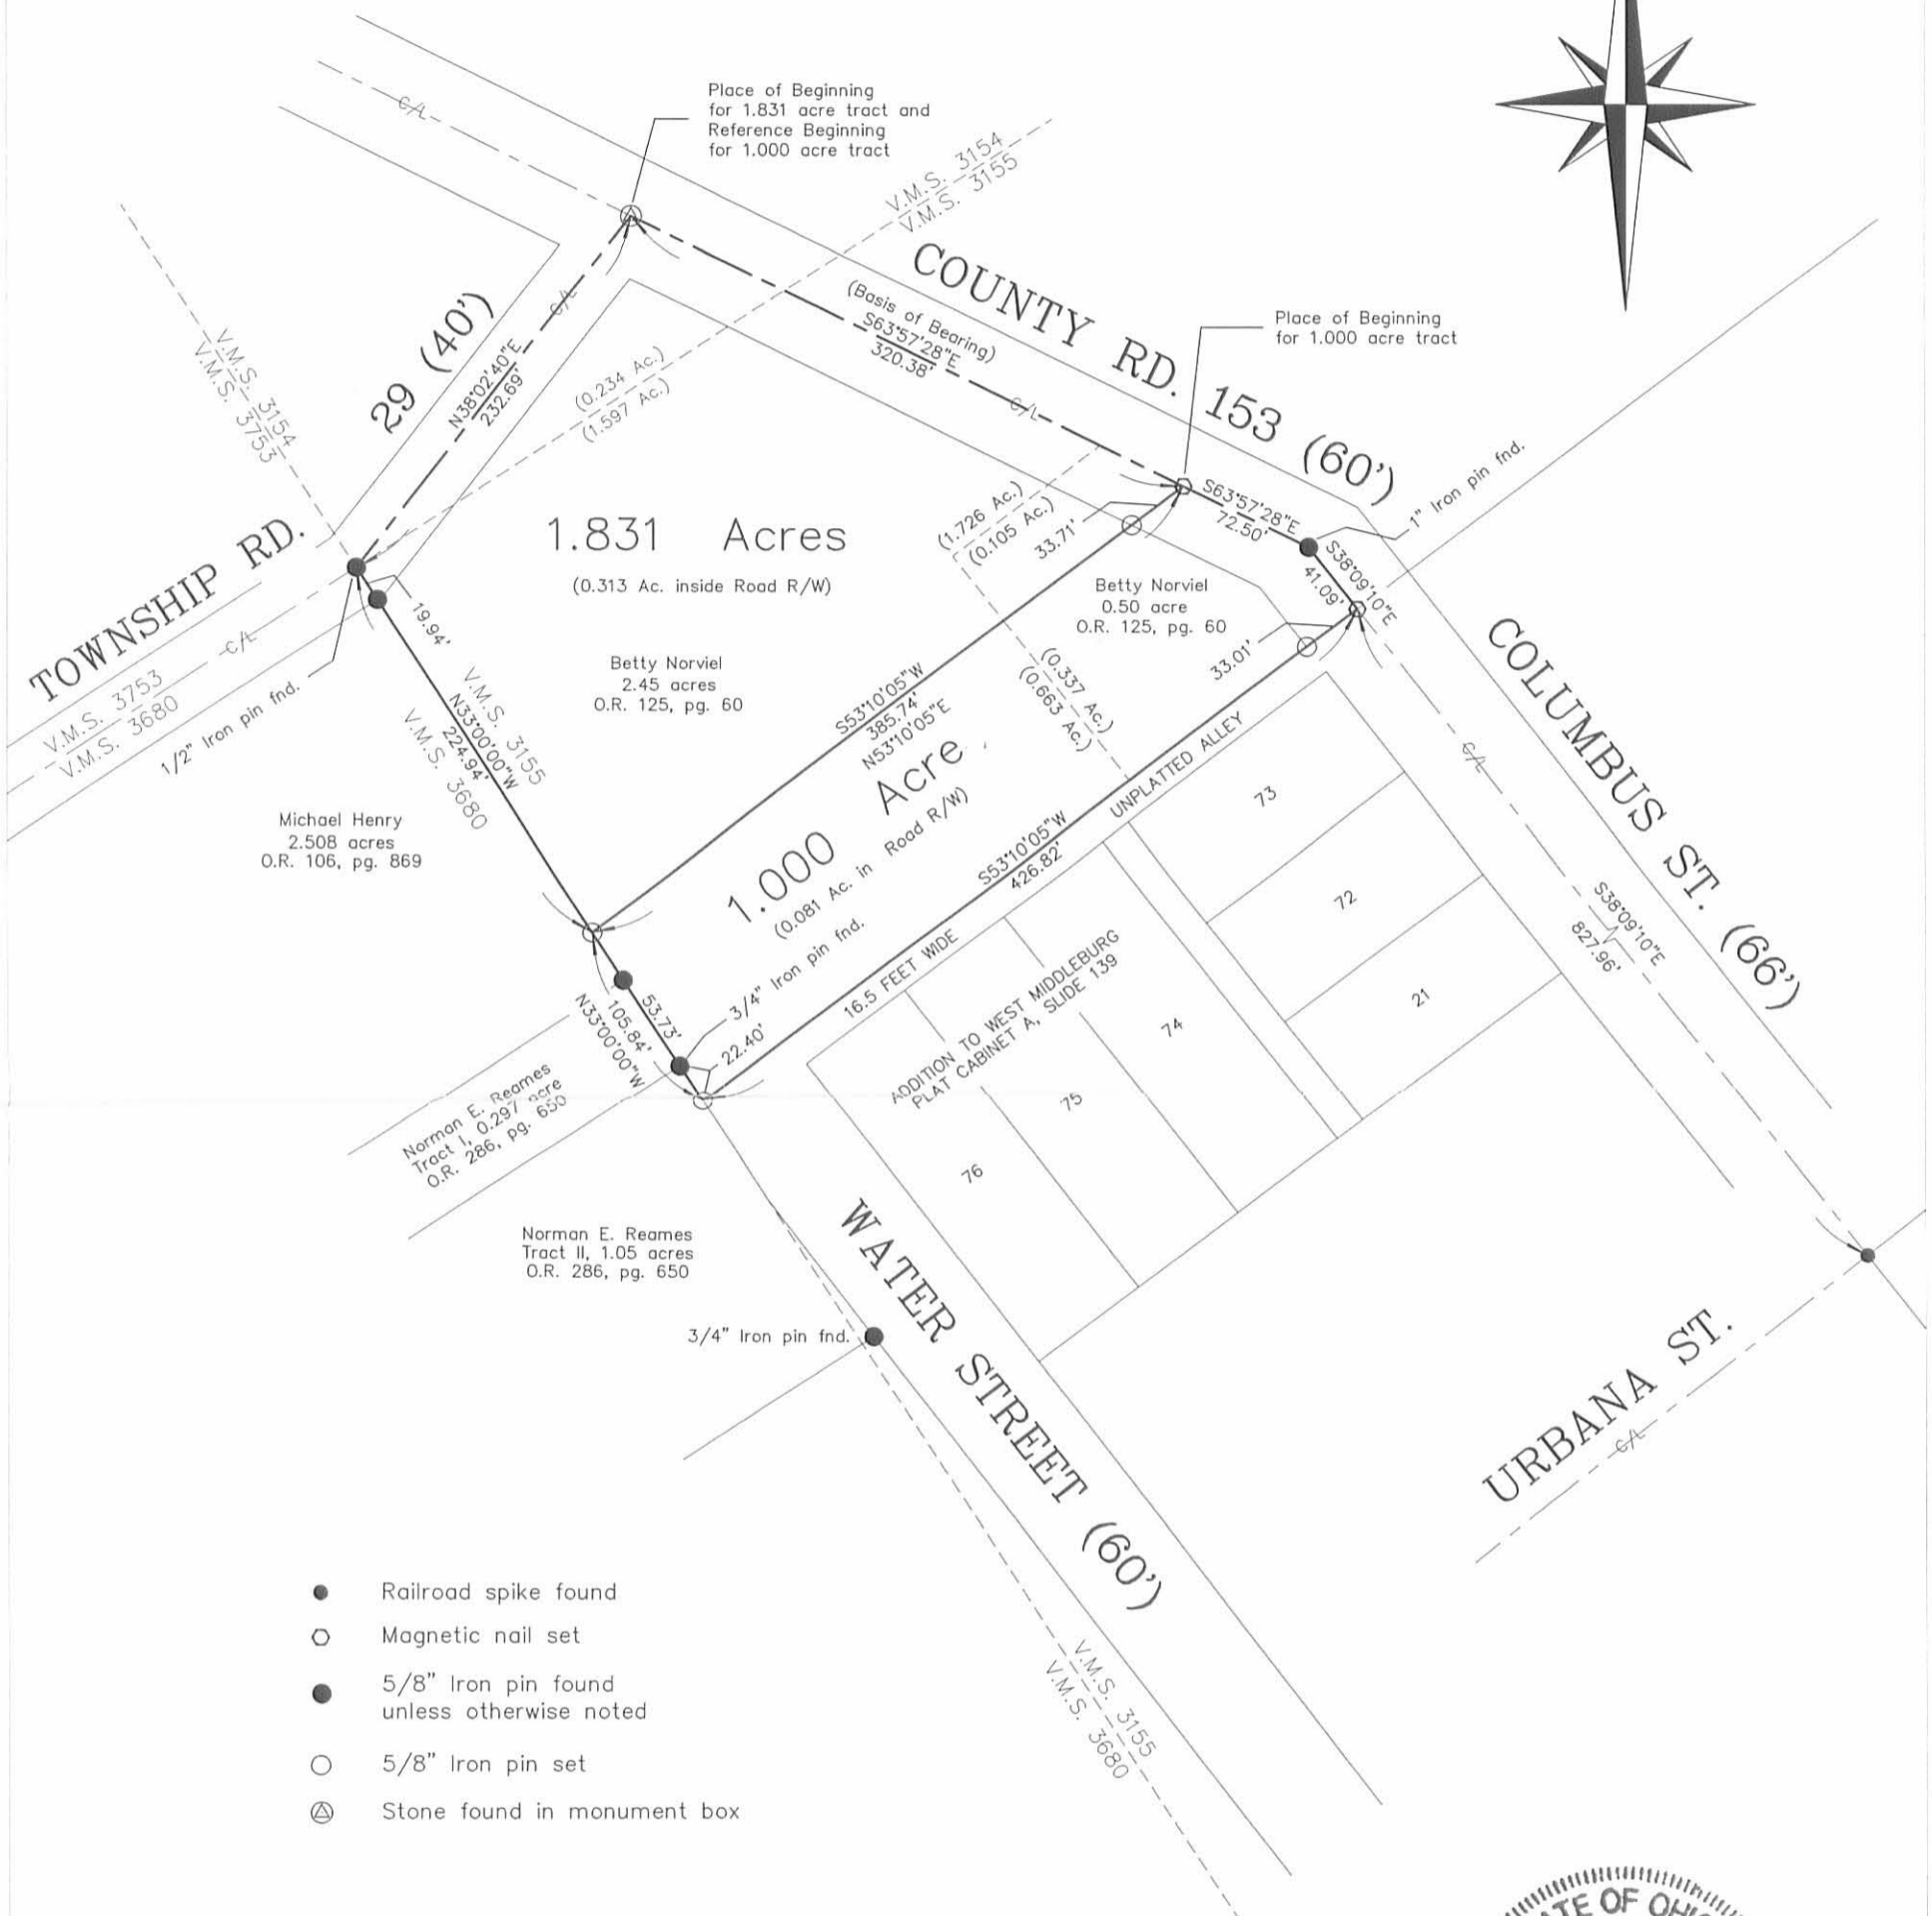 Place of Beginning
for 1.831 acre tract and
Reference Beginning
for 1.000 acre tract
C/L
V.M.S. 3154
V.M.S. 3155
COUNTY RD. 153 (60')
(Basis of Bearing)
S63°57'28"E
320.38'
C/L
Place of Beginning
for 1.000 acre tract
29 (40')
C/L
N38°02'40"E
232.69'
V.M.S. 3154
V.M.S. 3753
(0.234 Ac.)
(1.597 Ac.)
1" Iron pin fnd.
S63°57'28"E
72.50'
S38°09'10"E
41.09'
TOWNSHIP RD.
C/L
V.M.S. 3753
V.M.S. 3680
1/2" Iron pin fnd.
19.94'
1.831 Acres
(0.313 Ac. inside Road R/W)
(1.726 Ac.)
(0.105 Ac.)
33.71'
Betty Norviel
0.50 acre
O.R. 125, pg. 60
33.01'
Betty Norviel
2.45 acres
O.R. 125, pg. 60
V.M.S. 3155
N33°00'00"W
224.94'
V.M.S. 3680
S53°10'05"W
385.74'
N53°10'05"E
(0.337 Ac.)
(0.663 Ac.)
Michael Henry
2.508 acres
O.R. 106, pg. 869
1.000 Acre
(0.081 Ac. in Road R/W)
3/4" Iron pin fnd.
S53°10'05"W
426.82'
UNPLATTED ALLEY
16.5 FEET WIDE
COLUMBUS ST. (66')
C/L
S38°09'10"E
827.96'
73
72
21
74
75
76
ADDITION TO WEST MIDDLEBURG
PLAT CABINET A, SLIDE 139
53.73'
105.84'
N33°00'00"W
22.40'
Norman E. Reames
Tract I, 0.297 acre
O.R. 286, pg. 650
Norman E. Reames
Tract II, 1.05 acres
O.R. 286, pg. 650
3/4" Iron pin fnd.
WATER STREET (60')
URBANA ST.
C/L
V.M.S. 3155
V.M.S. 3680
Railroad spike found
Magnetic nail set
5/8" Iron pin found
unless otherwise noted
5/8" Iron pin set
Stone found in monument box
OF